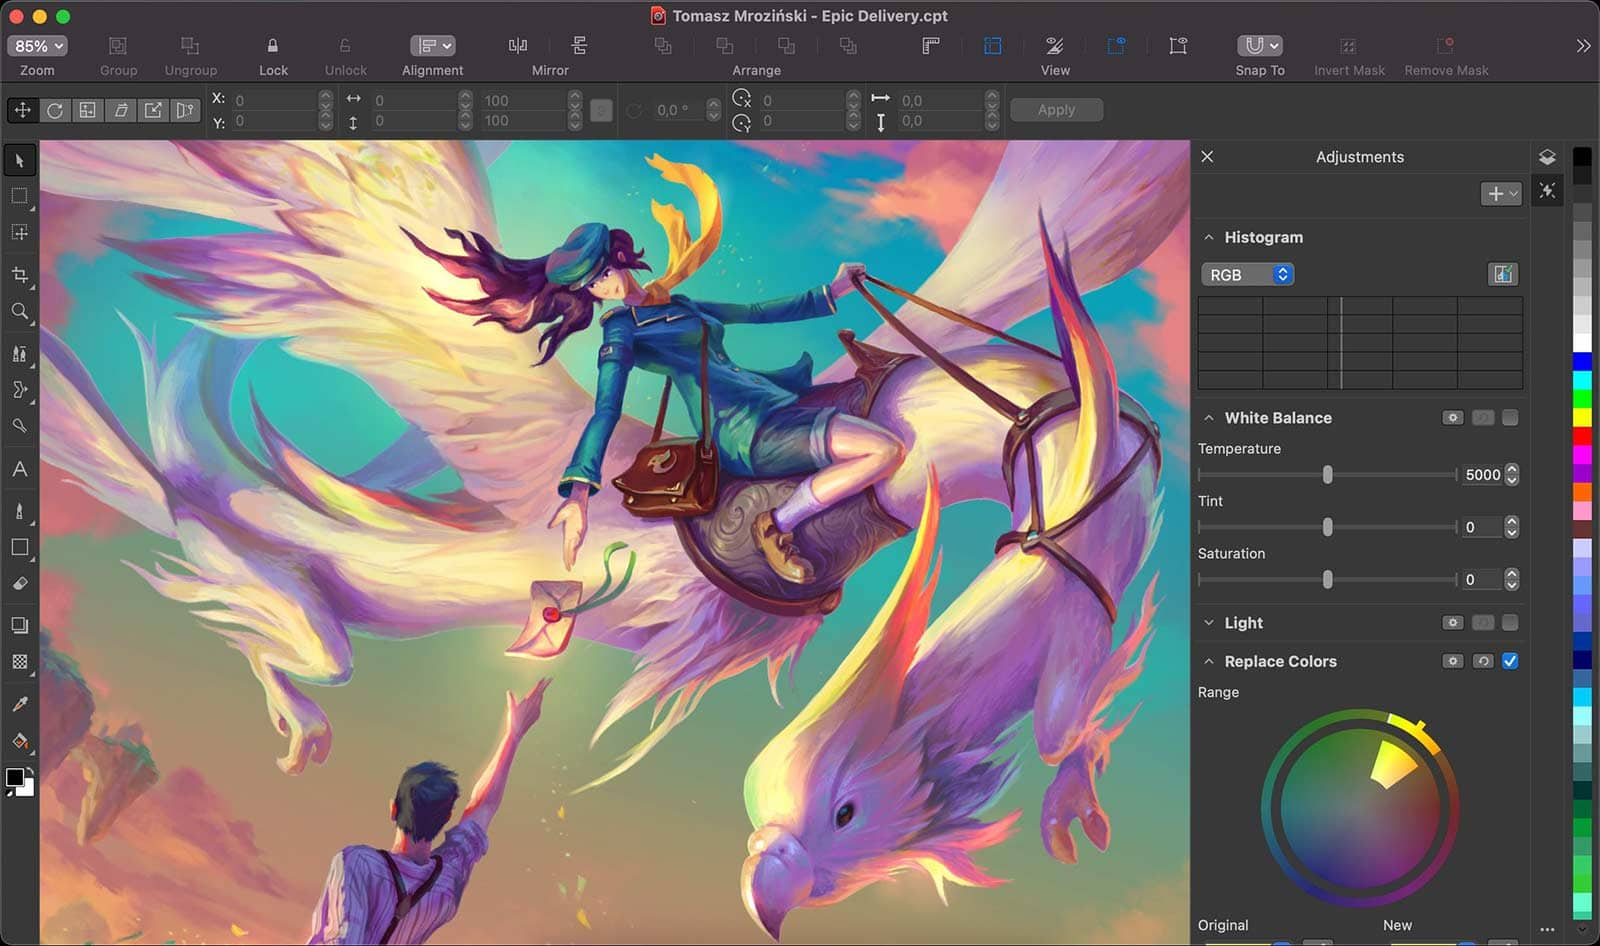 Tomasz Mroziński - Epic Delivery.cpt
85%
Zoom Group Ungroup Lock Unlock Alignment Mirror Arrange View Snap To Invert Mask Remove Mask
X: 0 0 100 0 0,0
0,0 ° Apply
Y: 0 0 100 0 0,0
Adjustments
Histogram
RGB
White Balance
Temperature
5000
Tint
0
Saturation
0
Light
Replace Colors
Range
Original New